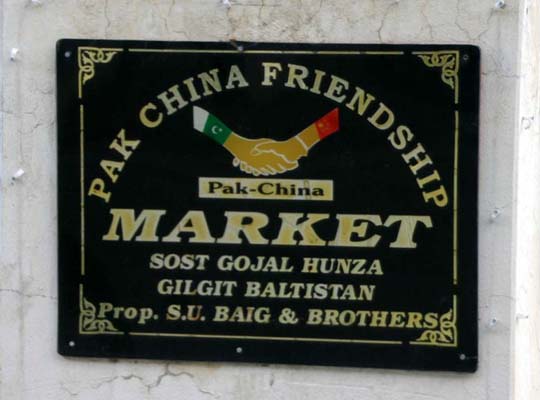 PAK CHINA FRIENDSHIP
Pak-China
MARKET
SOST GOJAL HUNZA
GILGIT BALTISTAN
Prop. S.U. BAIG & BROTHERS